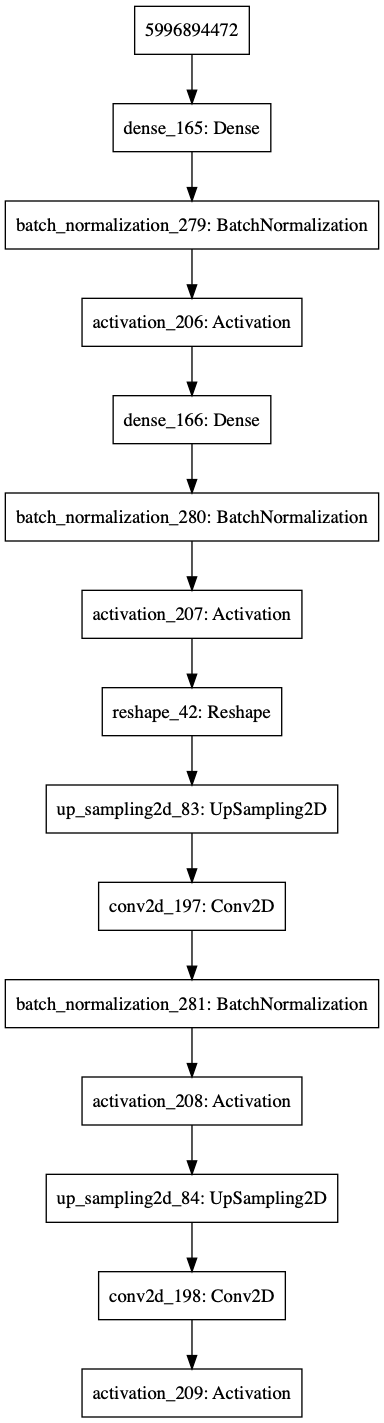 5996894472
dense_165: Dense
batch_normalization_279: BatchNormalization
activation_206: Activation
dense_166: Dense
batch_normalization_280: BatchNormalization
activation_207: Activation
reshape_42: Reshape
up_sampling2d_83: UpSampling2D
conv2d_197: Conv2D
batch_normalization_281: BatchNormalization
activation_208: Activation
up_sampling2d_84: UpSampling2D
conv2d_198: Conv2D
activation_209: Activation